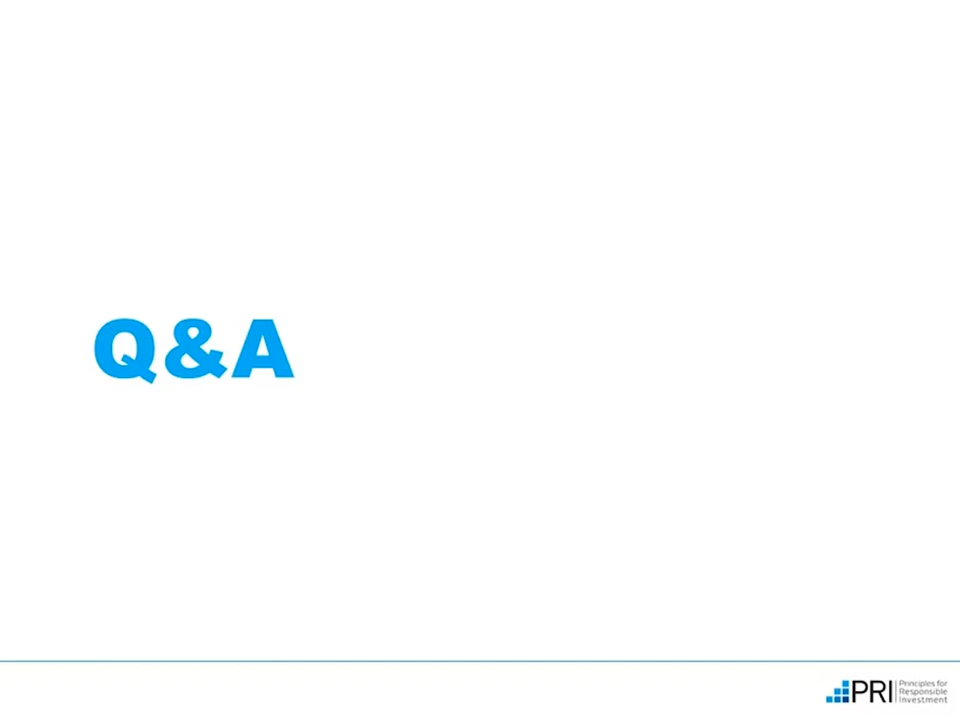 Q&A
PRI
Principles for
Responsible
Investment